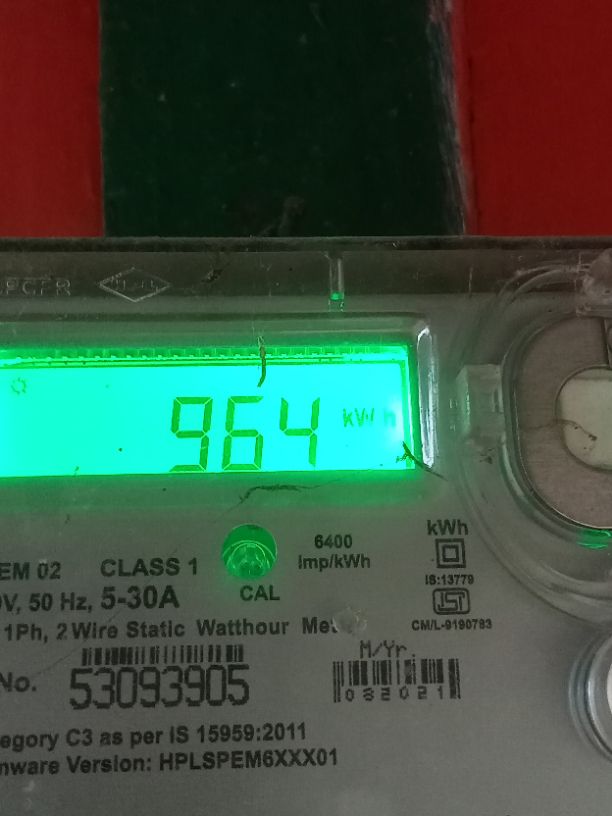 964 kWh
6400
Imp/kWh
kWh
EM 02 CLASS 1
IS:13779
V, 50 Hz, 5-30A
CAL
CM/L-9190783
1Ph, 2 Wire Static Watthour
M/Yr.
No. 53093905
082021
egory C3 as per IS 15959:2011
mware Version: HPLSPEM6XXX01